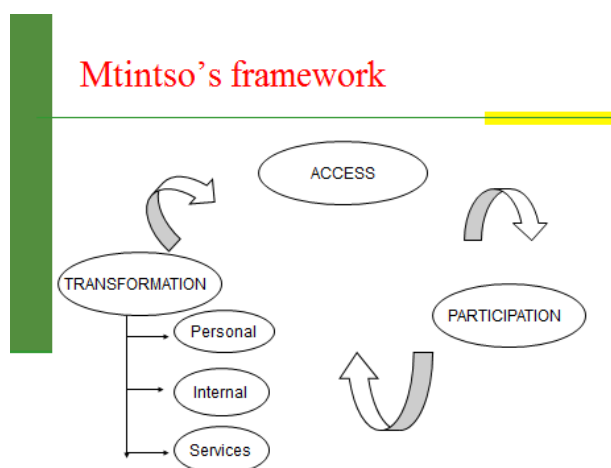 Mtintso's framework
ACCESS
TRANSFORMATION
PARTICIPATION
Personal
Internal
Services